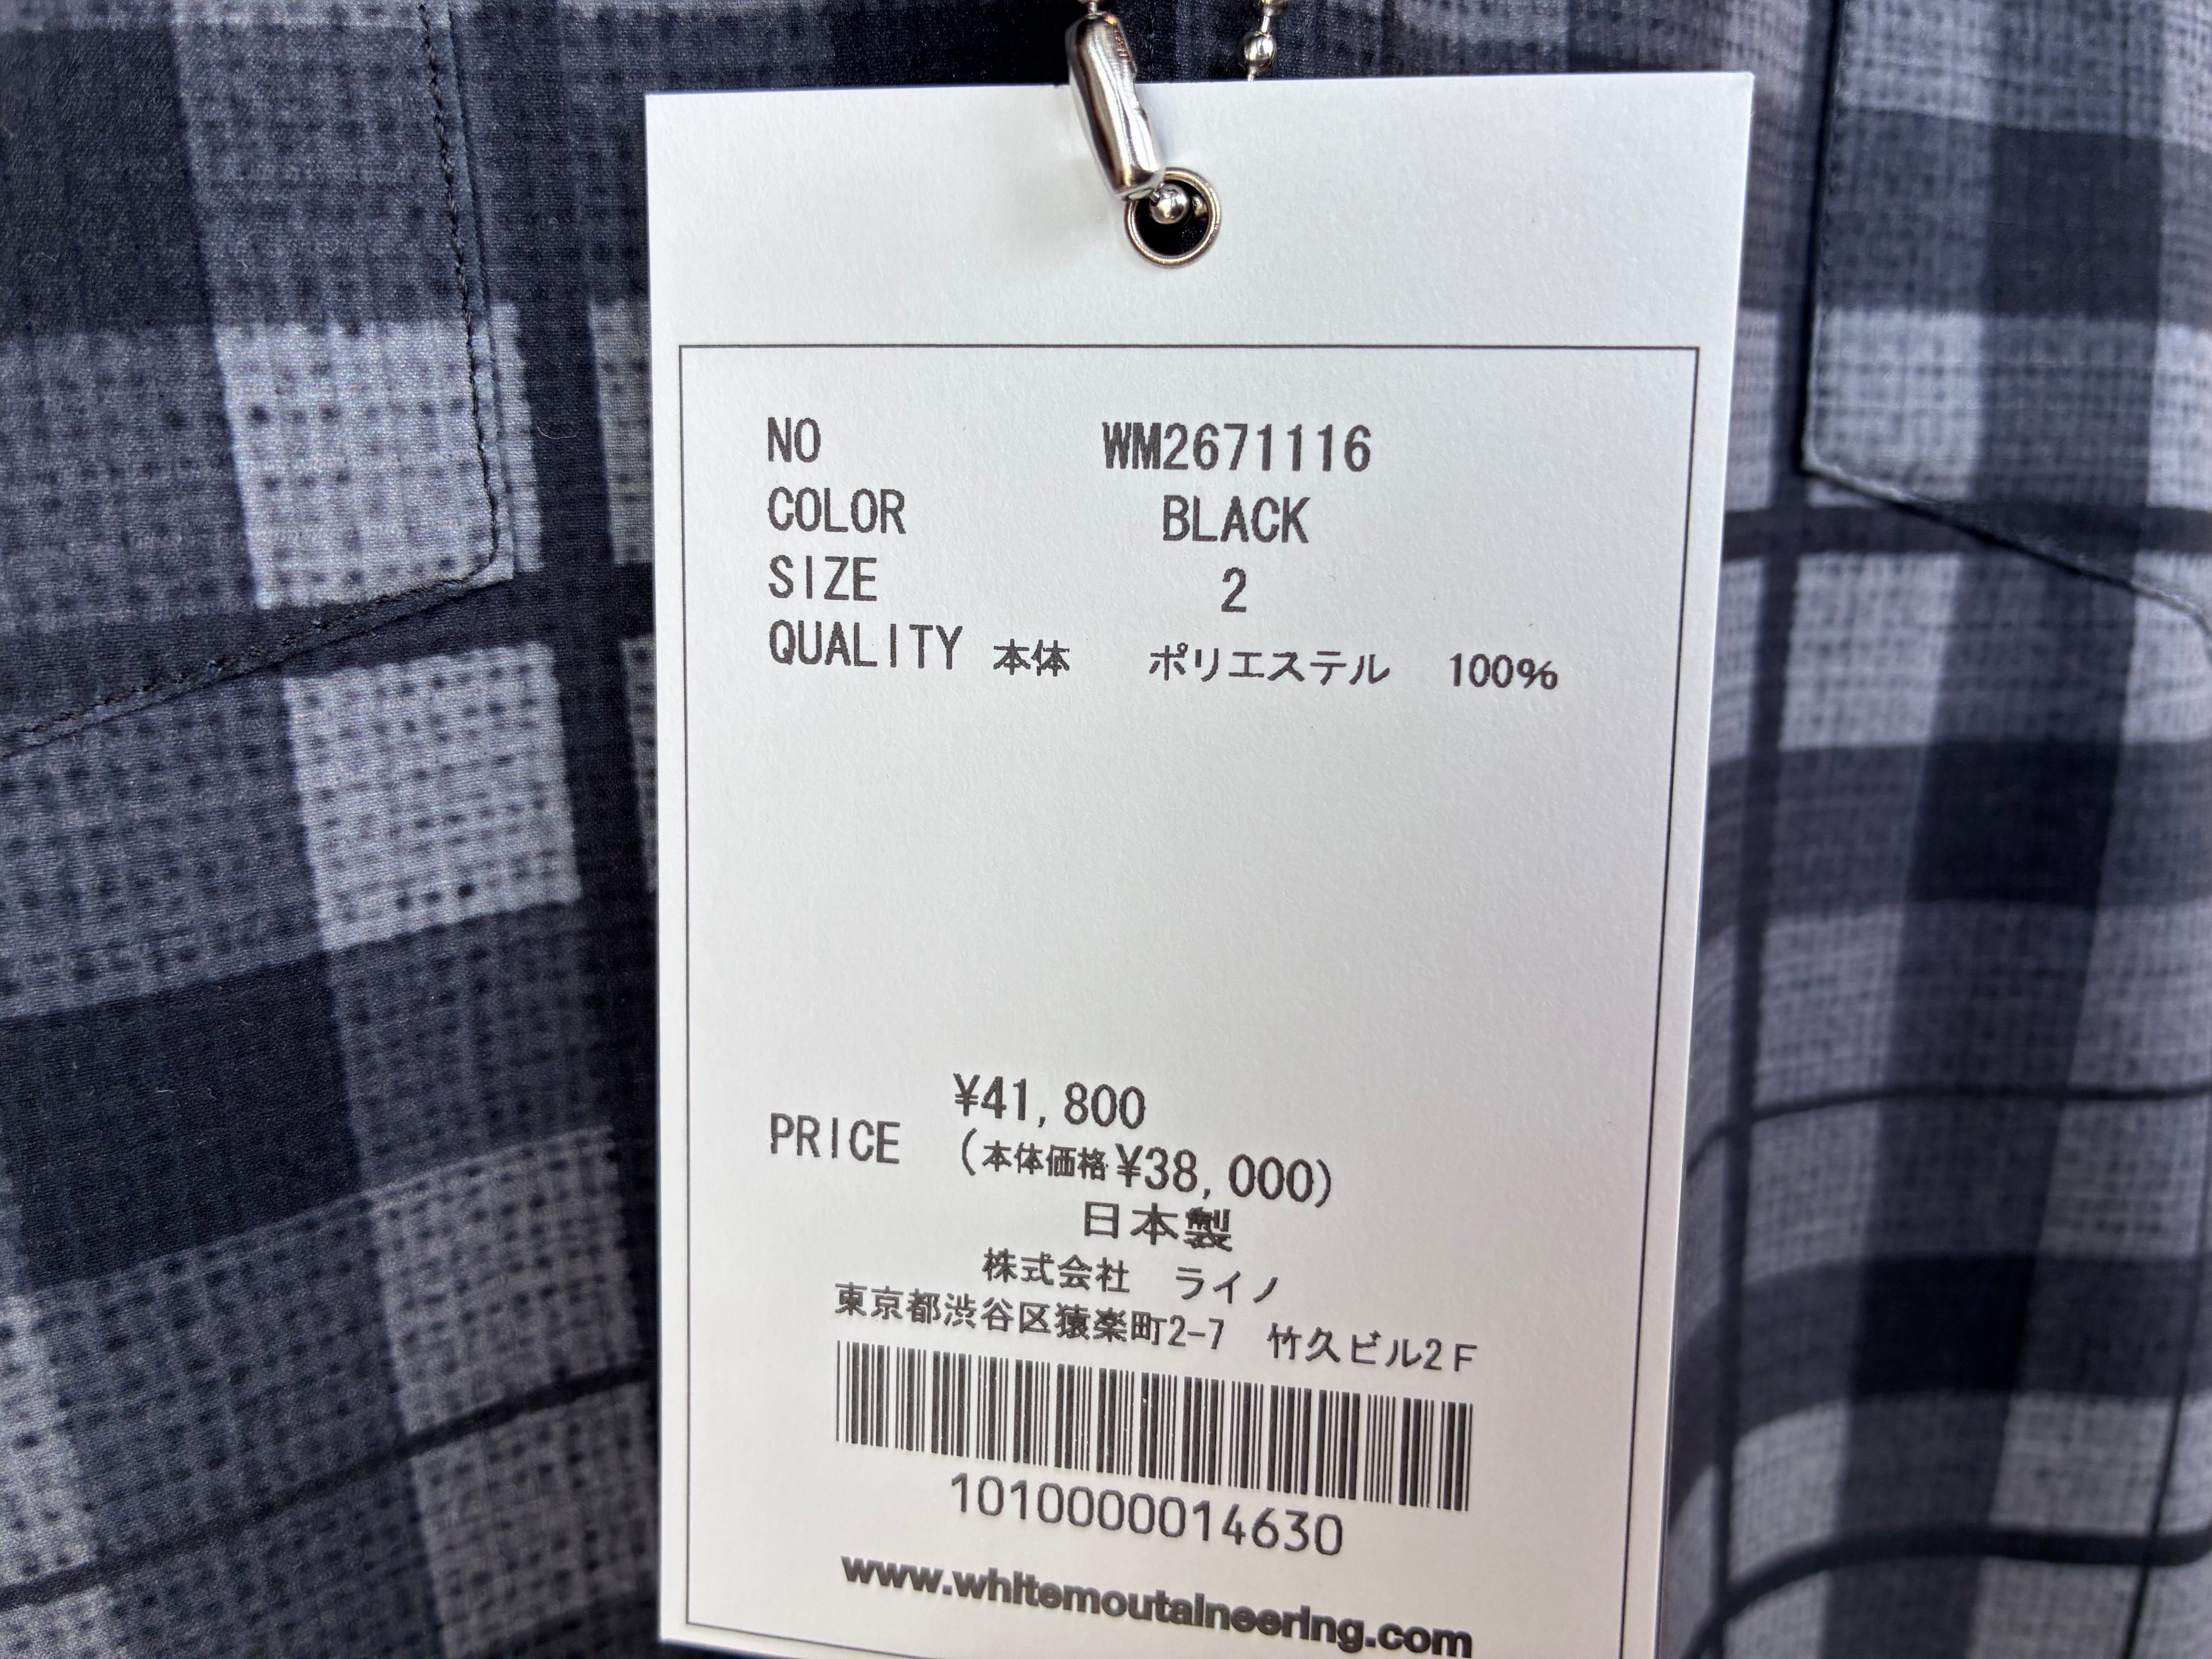 NO WM2671116
COLOR BLACK
SIZE 2
QUALITY 本体 ポリエステル 100%
¥41,800
PRICE (本体価格¥38,000)
日本製
株式会社 ライノ
東京都渋谷区猿楽町2-7 竹久ビル2F
1010000014630
www.whitemoutaineering.com